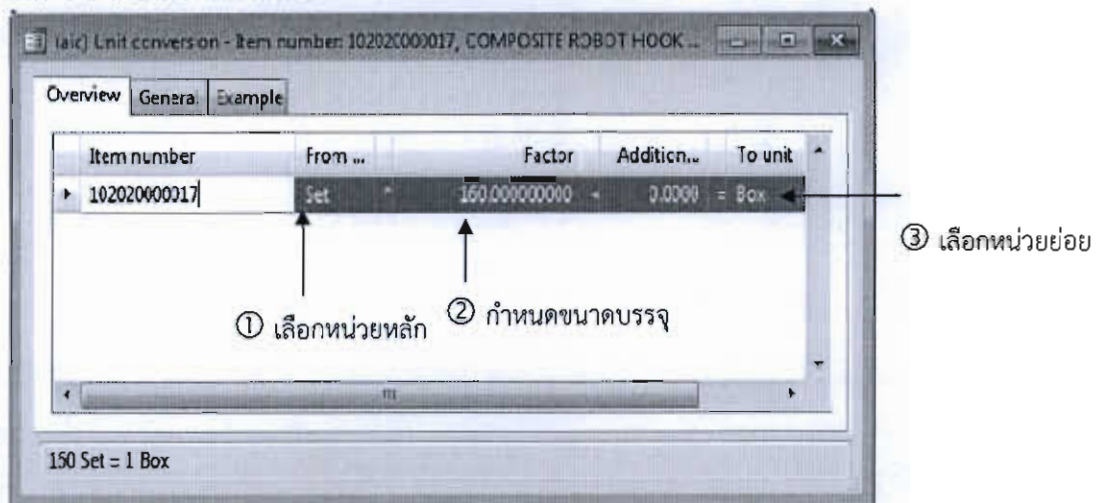 (aic) Unit conversion - Item number: 102020000017, COMPOSITE ROBOT HOOK ...
Overview General Example
Item number From ... Factor Addition... To unit
102020000017 Set * 160.000000000 + 0.0000 = Box
③ เลือกหน่วยย่อย
① เลือกหน่วยหลัก ② กำหนดขนาดบรรจุ
160 Set = 1 Box